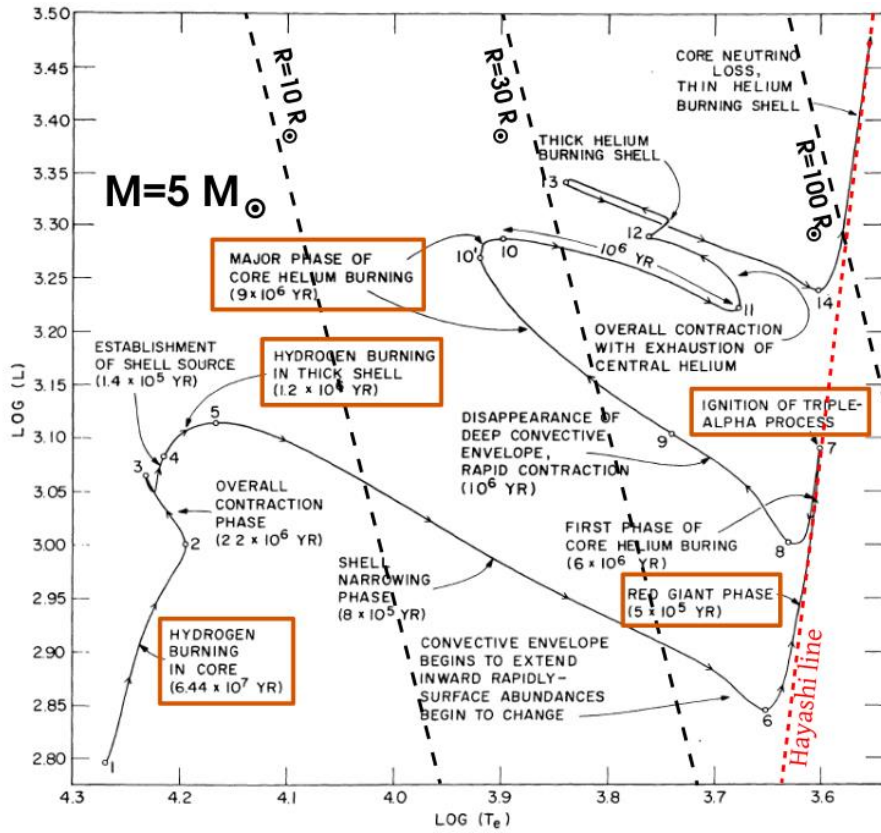 3.50
3.45
3.40
3.35
3.30
3.25
3.20
3.15
3.10
3.05
3.00
2.95
2.90
2.85
2.80
LOG (L)
4.3
4.2
4.1
4.0
3.9
3.8
3.7
3.6
LOG (Te)
M=5 M⊙
R=10 R⊙
R=30 R⊙
R=100 R⊙
CORE NEUTRINO
LOSS,
THIN HELIUM
BURNING SHELL
THICK HELIUM
BURNING SHELL
13
12
10'
10
10⁶ YR
11
14
MAJOR PHASE OF
CORE HELIUM BURNING
(9 x 10⁶ YR)
OVERALL CONTRACTION
WITH EXHAUSTION OF
CENTRAL HELIUM
ESTABLISHMENT
OF SHELL SOURCE
(1.4 x 10⁵ YR)
HYDROGEN BURNING
IN THICK SHELL
(1.2 x 10 YR)
IGNITION OF TRIPLE-
ALPHA PROCESS
5
4
3
2
1
9
7
8
6
DISAPPEARANCE OF
DEEP CONVECTIVE
ENVELOPE,
RAPID CONTRACTION
(10⁶ YR)
OVERALL
CONTRACTION
PHASE
(2.2 x 10⁶ YR)
FIRST PHASE OF
CORE HELIUM BURING
(6 x 10⁶ YR)
SHELL
NARROWING
PHASE
(8 x 10⁵ YR)
RED GIANT PHASE
(5 x 10⁵ YR)
HYDROGEN
BURNING
IN CORE
(6.44 x 10⁷ YR)
CONVECTIVE ENVELOPE
BEGINS TO EXTEND
INWARD RAPIDLY-
SURFACE ABUNDANCES
BEGIN TO CHANGE
Hayashi line